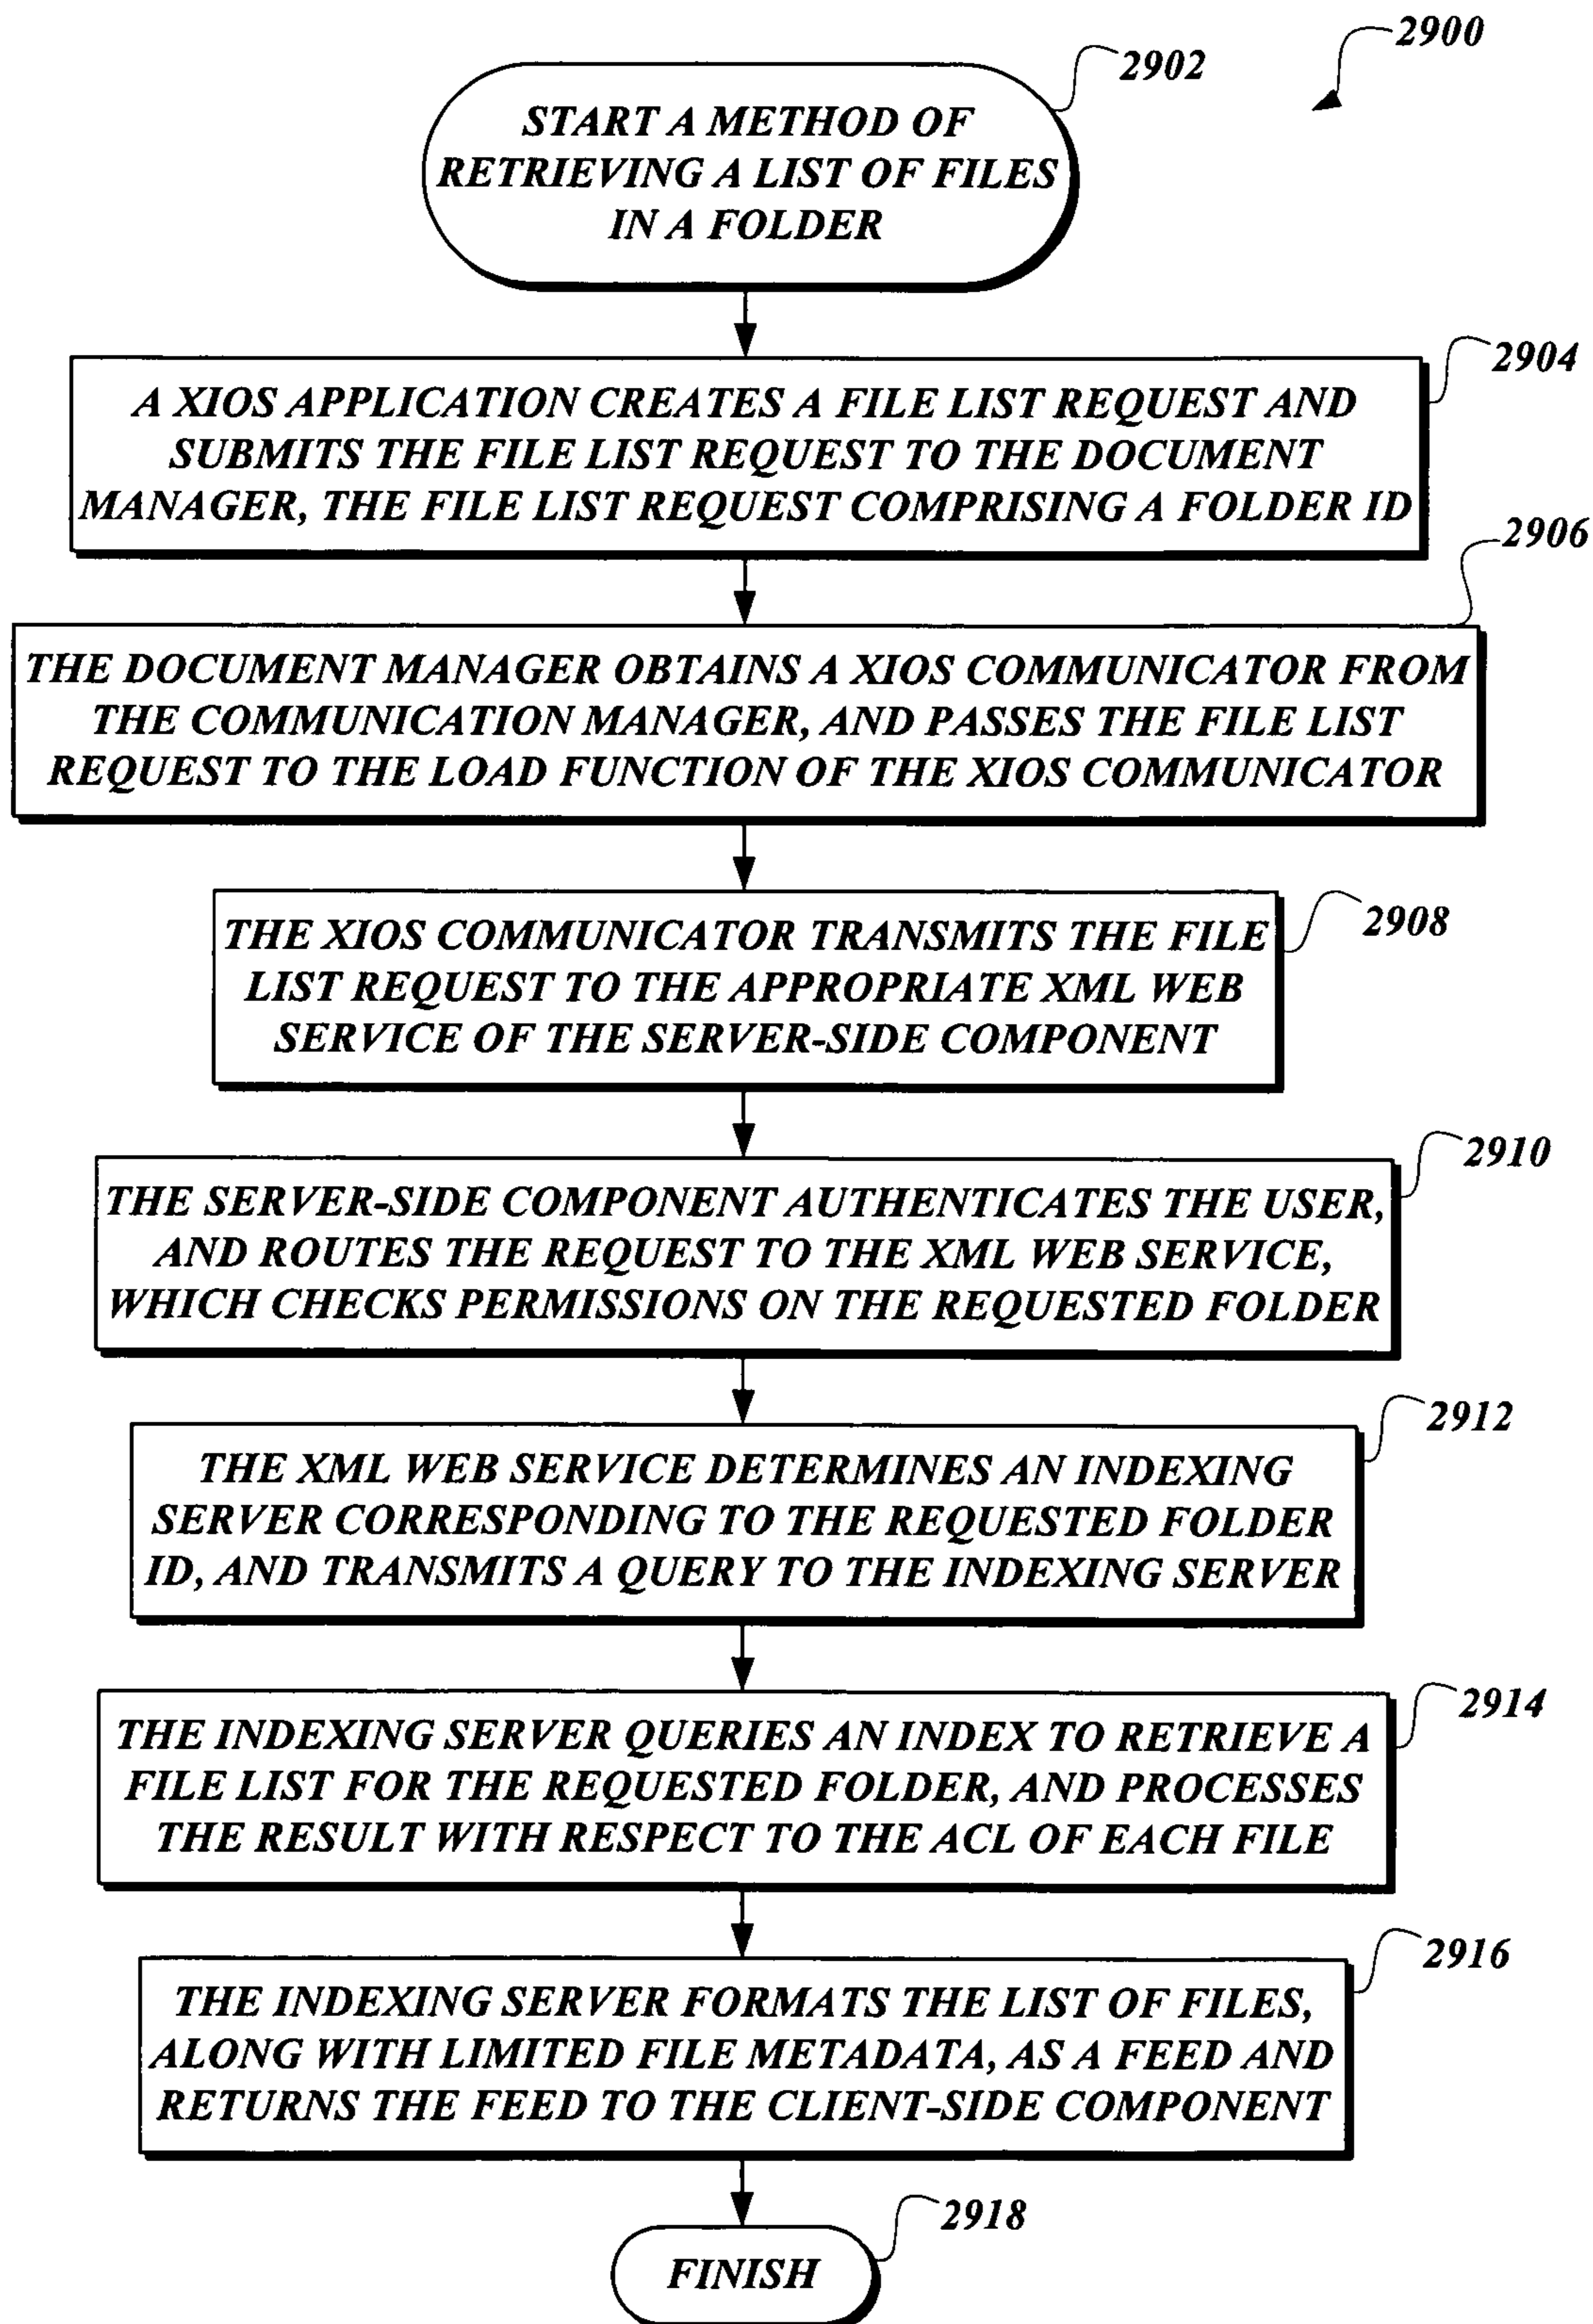 2900
2902
START A METHOD OF
RETRIEVING A LIST OF FILES
IN A FOLDER
2904
A XIOS APPLICATION CREATES A FILE LIST REQUEST AND
SUBMITS THE FILE LIST REQUEST TO THE DOCUMENT
MANAGER, THE FILE LIST REQUEST COMPRISING A FOLDER ID
2906
THE DOCUMENT MANAGER OBTAINS A XIOS COMMUNICATOR FROM
THE COMMUNICATION MANAGER, AND PASSES THE FILE LIST
REQUEST TO THE LOAD FUNCTION OF THE XIOS COMMUNICATOR
2908
THE XIOS COMMUNICATOR TRANSMITS THE FILE
LIST REQUEST TO THE APPROPRIATE XML WEB
SERVICE OF THE SERVER-SIDE COMPONENT
2910
THE SERVER-SIDE COMPONENT AUTHENTICATES THE USER,
AND ROUTES THE REQUEST TO THE XML WEB SERVICE,
WHICH CHECKS PERMISSIONS ON THE REQUESTED FOLDER
2912
THE XML WEB SERVICE DETERMINES AN INDEXING
SERVER CORRESPONDING TO THE REQUESTED FOLDER
ID, AND TRANSMITS A QUERY TO THE INDEXING SERVER
2914
THE INDEXING SERVER QUERIES AN INDEX TO RETRIEVE A
FILE LIST FOR THE REQUESTED FOLDER, AND PROCESSES
THE RESULT WITH RESPECT TO THE ACL OF EACH FILE
2916
THE INDEXING SERVER FORMATS THE LIST OF FILES,
ALONG WITH LIMITED FILE METADATA, AS A FEED AND
RETURNS THE FEED TO THE CLIENT-SIDE COMPONENT
2918
FINISH